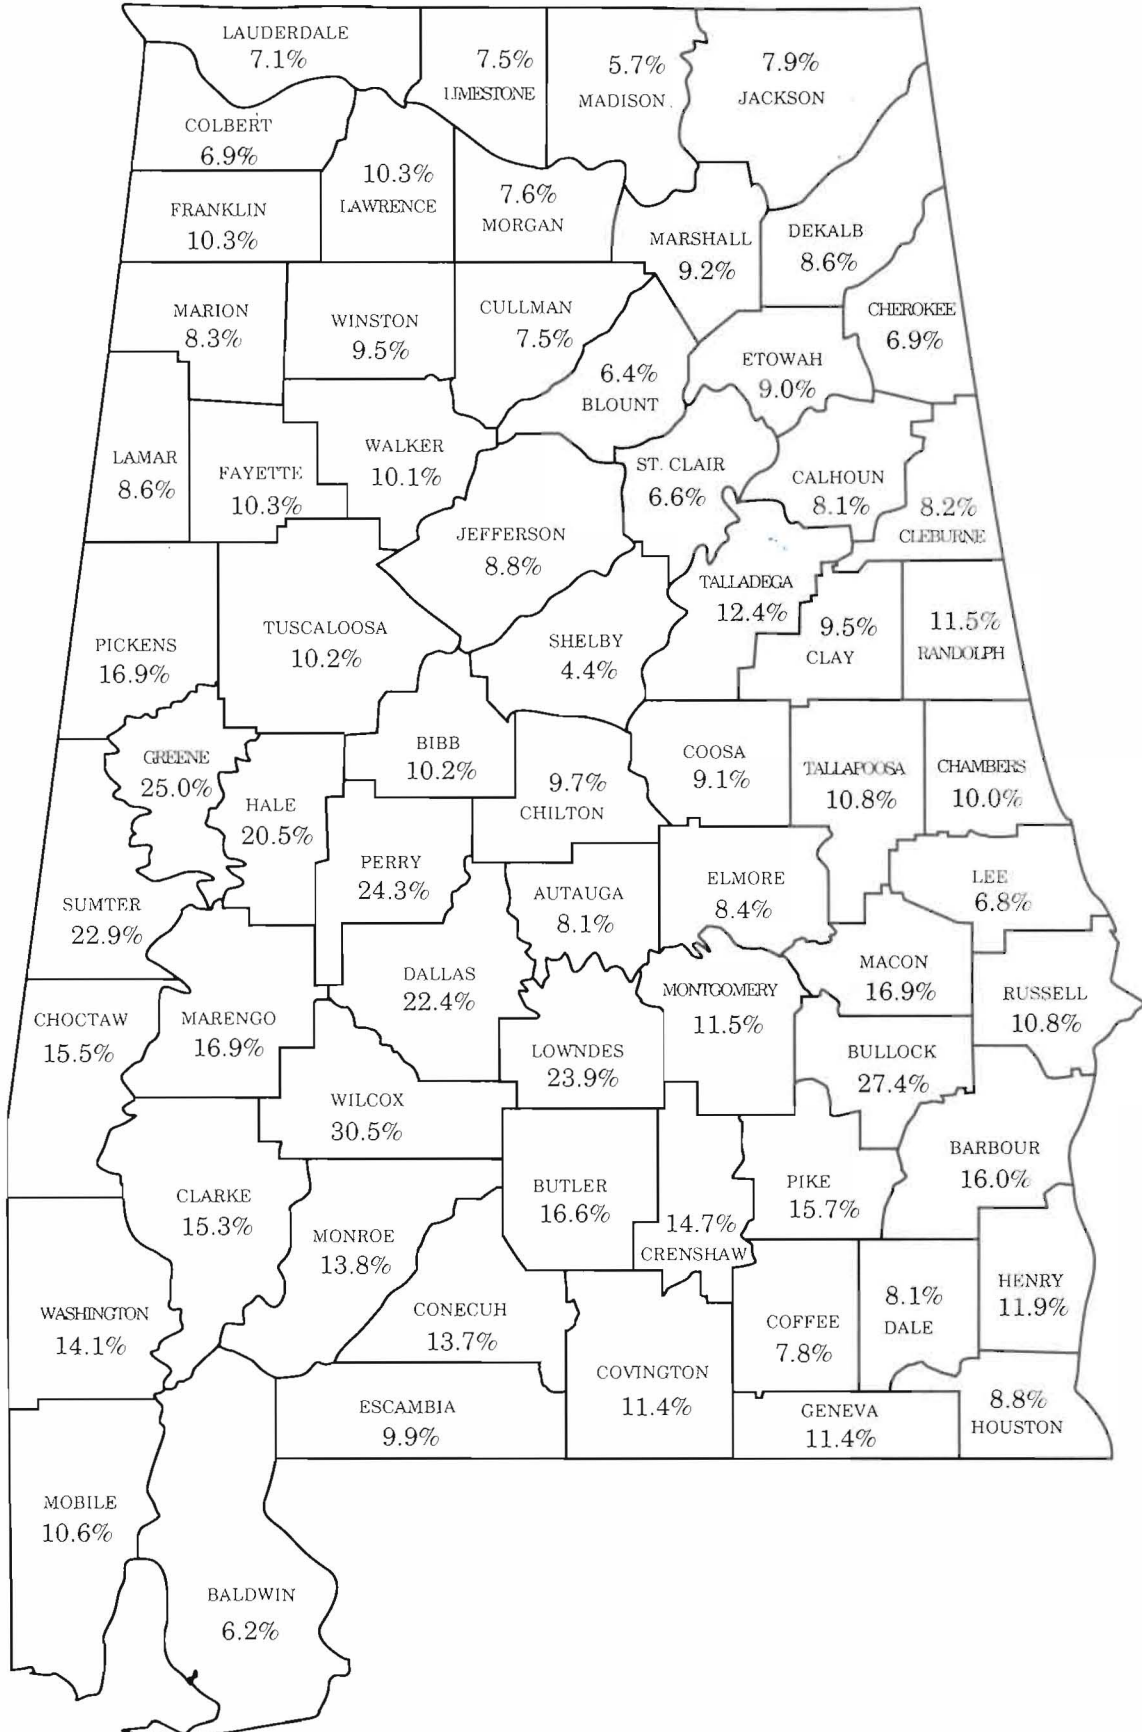 LAUDERDALE
7.1%
7.5%
LIMESTONE
5.7%
MADISON
7.9%
JACKSON
COLBERT
6.9%
10.3%
LAWRENCE
7.6%
MORGAN
FRANKLIN
10.3%
MARSHALL
9.2%
DEKALB
8.6%
MARION
8.3%
WINSTON
9.5%
CULLMAN
7.5%
6.4%
BLOUNT
ETOWAH
9.0%
CHEROKEE
6.9%
LAMAR
8.6%
FAYETTE
10.3%
WALKER
10.1%
JEFFERSON
8.8%
ST. CLAIR
6.6%
CALHOUN
8.1%
8.2%
CLEBURNE
PICKENS
16.9%
TUSCALOOSA
10.2%
SHELBY
4.4%
TALLADEGA
12.4%
9.5%
CLAY
11.5%
RANDOLPH
GREENE
25.0%
HALE
20.5%
BIBB
10.2%
9.7%
CHILTON
COOSA
9.1%
TALLAPOOSA
10.8%
CHAMBERS
10.0%
SUMTER
22.9%
PERRY
24.3%
AUTAUGA
8.1%
ELMORE
8.4%
LEE
6.8%
CHOCTAW
15.5%
MARENGO
16.9%
DALLAS
22.4%
LOWNDES
23.9%
MONTGOMERY
11.5%
MACON
16.9%
RUSSELL
10.8%
BULLOCK
27.4%
WILCOX
30.5%
CLARKE
15.3%
MONROE
13.8%
BUTLER
16.6%
14.7%
CRENSHAW
PIKE
15.7%
BARBOUR
16.0%
WASHINGTON
14.1%
CONECUH
13.7%
COVINGTON
11.4%
COFFEE
7.8%
8.1%
DALE
HENRY
11.9%
ESCAMBIA
9.9%
GENEVA
11.4%
8.8%
HOUSTON
MOBILE
10.6%
BALDWIN
6.2%